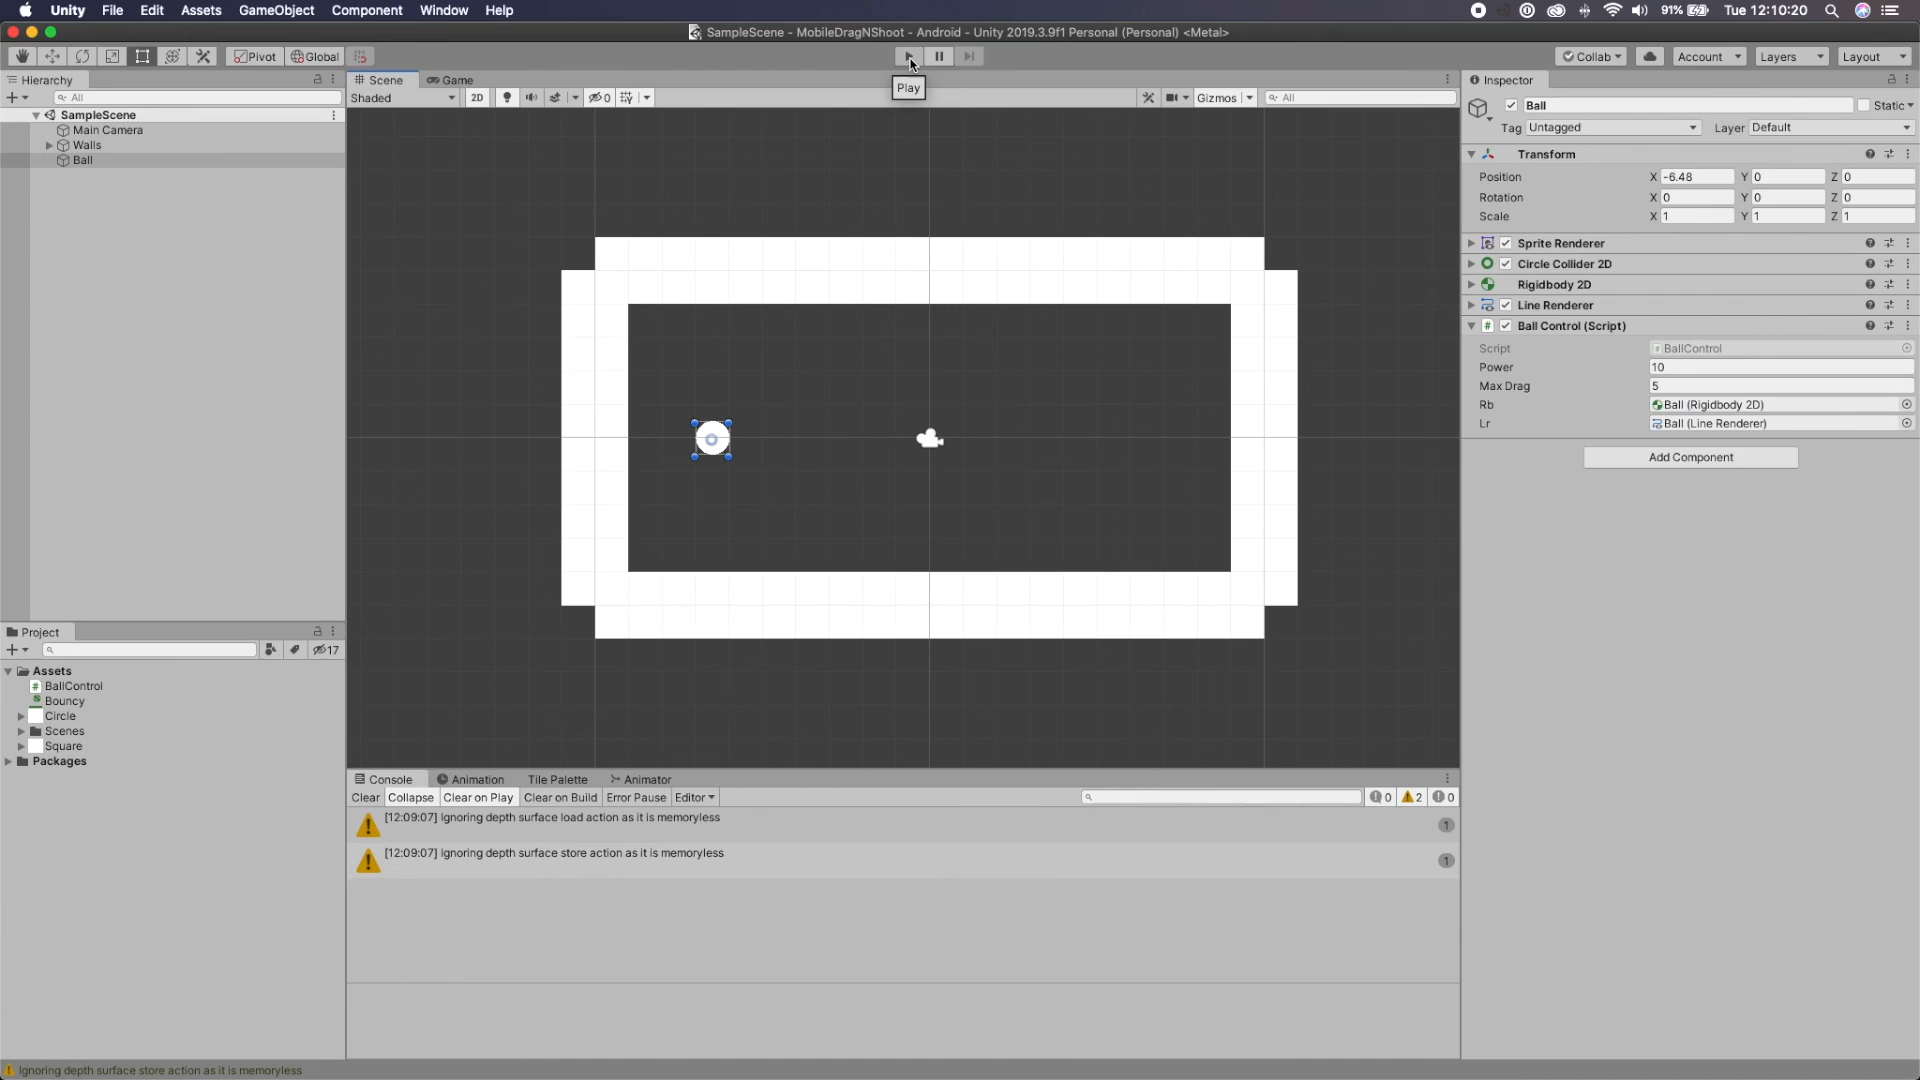 Unity File Edit Assets GameObject Component Window Help
91% Tue 12:10:20
SampleScene - MobileDragNShoot - Android - Unity 2019.3.9f1 Personal (Personal) <Metal>
Pivot Global Collab Account Layers Layout
Play
Hierarchy
All
SampleScene
Main Camera
Walls
Ball
Scene Game
Shaded 2D 0 Gizmos All
Inspector
Ball Static
Tag Untagged Layer Default
Transform
Position X -6.48 Y 0 Z 0
Rotation X 0 Y 0 Z 0
Scale X 1 Y 1 Z 1
Sprite Renderer
Circle Collider 2D
Rigidbody 2D
Line Renderer
Ball Control (Script)
Script BallControl
Power 10
Max Drag 5
Rb Ball (Rigidbody 2D)
Lr Ball (Line Renderer)
Add Component
Project
17
Assets
BallControl
Bouncy
Circle
Scenes
Square
Packages
Console Animation Tile Palette Animator
Clear Collapse Clear on Play Clear on Build Error Pause Editor 0 2 0
[12:09:07] Ignoring depth surface load action as it is memoryless 1
[12:09:07] Ignoring depth surface store action as it is memoryless 1
Ignoring depth surface store action as it is memoryless